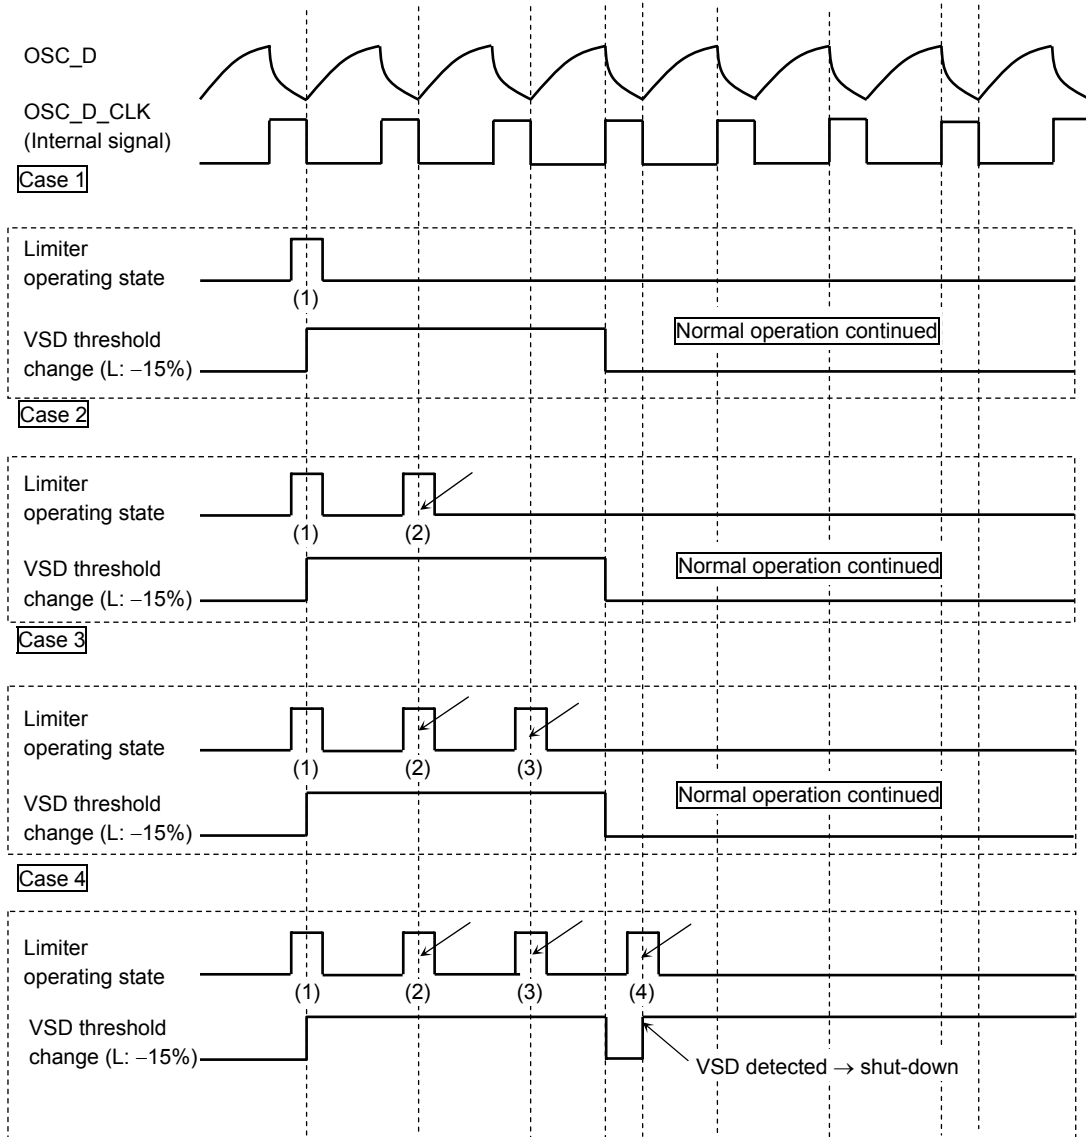 OSC_D
OSC_D_CLK
(Internal signal)
Case 1
Limiter
operating state
(1)
VSD threshold
change (L: −15%)
Normal operation continued
Case 2
Limiter
operating state
(1) (2)
VSD threshold
change (L: −15%)
Normal operation continued
Case 3
Limiter
operating state
(1) (2) (3)
VSD threshold
change (L: −15%)
Normal operation continued
Case 4
Limiter
operating state
(1) (2) (3) (4)
VSD threshold
change (L: −15%)
VSD detected → shut-down